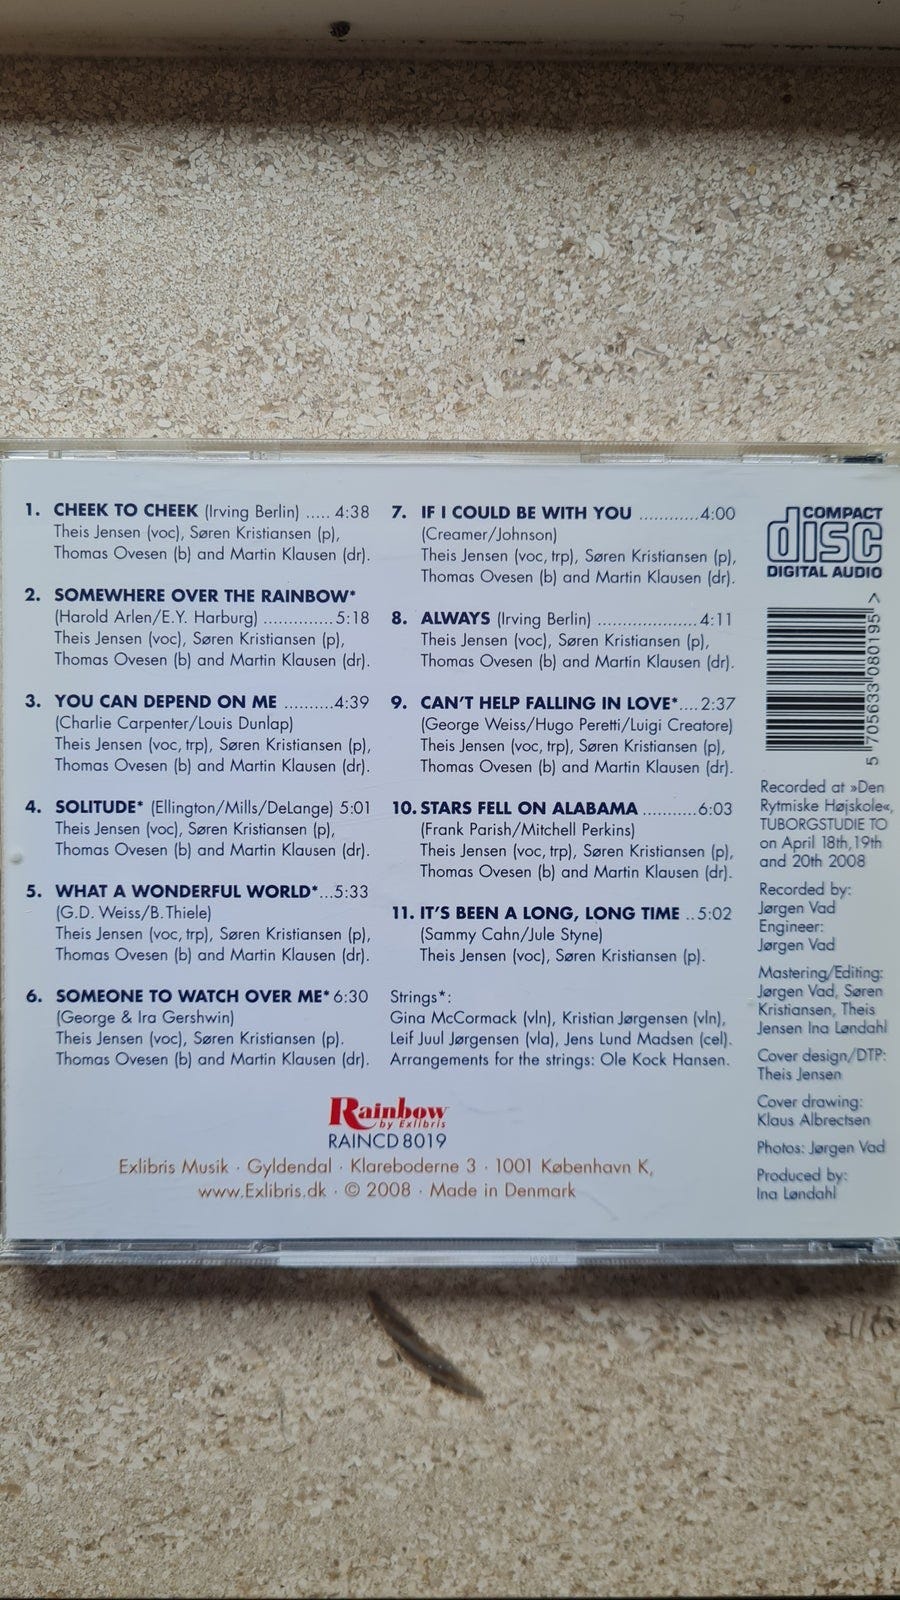 1. CHEEK TO CHEEK (Irving Berlin) ..... 4:38
Theis Jensen (voc), Søren Kristiansen (p),
Thomas Ovesen (b) and Martin Klausen (dr).
2. SOMEWHERE OVER THE RAINBOW*
(Harold Arlen/E.Y. Harburg) .............5:18
Theis Jensen (voc), Søren Kristiansen (p),
Thomas Ovesen (b) and Martin Klausen (dr).
3. YOU CAN DEPEND ON ME ..........4:39
(Charlie Carpenter/Louis Dunlap)
Theis Jensen (voc, trp), Søren Kristiansen (p),
Thomas Ovesen (b) and Martin Klausen (dr).
4. SOLITUDE* (Ellington/Mills/DeLange) 5:01
Theis Jensen (voc), Søren Kristiansen (p),
Thomas Ovesen (b) and Martin Klausen (dr).
5. WHAT A WONDERFUL WORLD*...5:33
(G.D. Weiss/B.Thiele)
Theis Jensen (voc, trp), Søren Kristiansen (p),
Thomas Ovesen (b) and Martin Klausen (dr).
6. SOMEONE TO WATCH OVER ME* 6:30
(George & Ira Gershwin)
Theis Jensen (voc), Søren Kristiansen (p).
Thomas Ovesen (b) and Martin Klausen (dr).
7. IF I COULD BE WITH YOU ...........4:00
(Creamer/Johnson)
Theis Jensen (voc, trp), Søren Kristiansen (p),
Thomas Ovesen (b) and Martin Klausen (dr).
8. ALWAYS (Irving Berlin) ...................4:11
Theis Jensen (voc), Søren Kristiansen (p),
Thomas Ovesen (b) and Martin Klausen (dr).
9. CAN'T HELP FALLING IN LOVE*....2:37
(George Weiss/Hugo Peretti/Luigi Creatore)
Theis Jensen (voc, trp), Søren Kristiansen (p),
Thomas Ovesen (b) and Martin Klausen (dr).
10. STARS FELL ON ALABAMA ..........6:03
(Frank Parish/Mitchell Perkins)
Theis Jensen (voc, trp), Søren Kristiansen (p),
Thomas Ovesen (b) and Martin Klausen (dr).
11. IT'S BEEN A LONG, LONG TIME ..5:02
(Sammy Cahn/Jule Styne)
Theis Jensen (voc), Søren Kristiansen (p).
Strings*:
Gina McCormack (vln), Kristian Jørgensen (vln),
Leif Juul Jørgensen (vla), Jens Lund Madsen (cel).
Arrangements for the strings: Ole Kock Hansen.
COMPACT
disc
DIGITAL AUDIO
5 705633 080195 >
Recorded at »Den
Rytmiske Højskole«,
TUBORGSTUDIE TO
on April 18th,19th
and 20th 2008
Recorded by:
Jørgen Vad
Engineer:
Jørgen Vad
Mastering/Editing:
Jørgen Vad, Søren
Kristiansen, Theis
Jensen Ina Løndahl
Cover design/DTP:
Theis Jensen
Cover drawing:
Klaus Albrectsen
Photos: Jørgen Vad
Produced by:
Ina Løndahl
Rainbow
by Exlibris
RAINCD 8019
Exlibris Musik · Gyldendal · Klareboderne 3 · 1001 København K,
www.Exlibris.dk · © 2008 · Made in Denmark